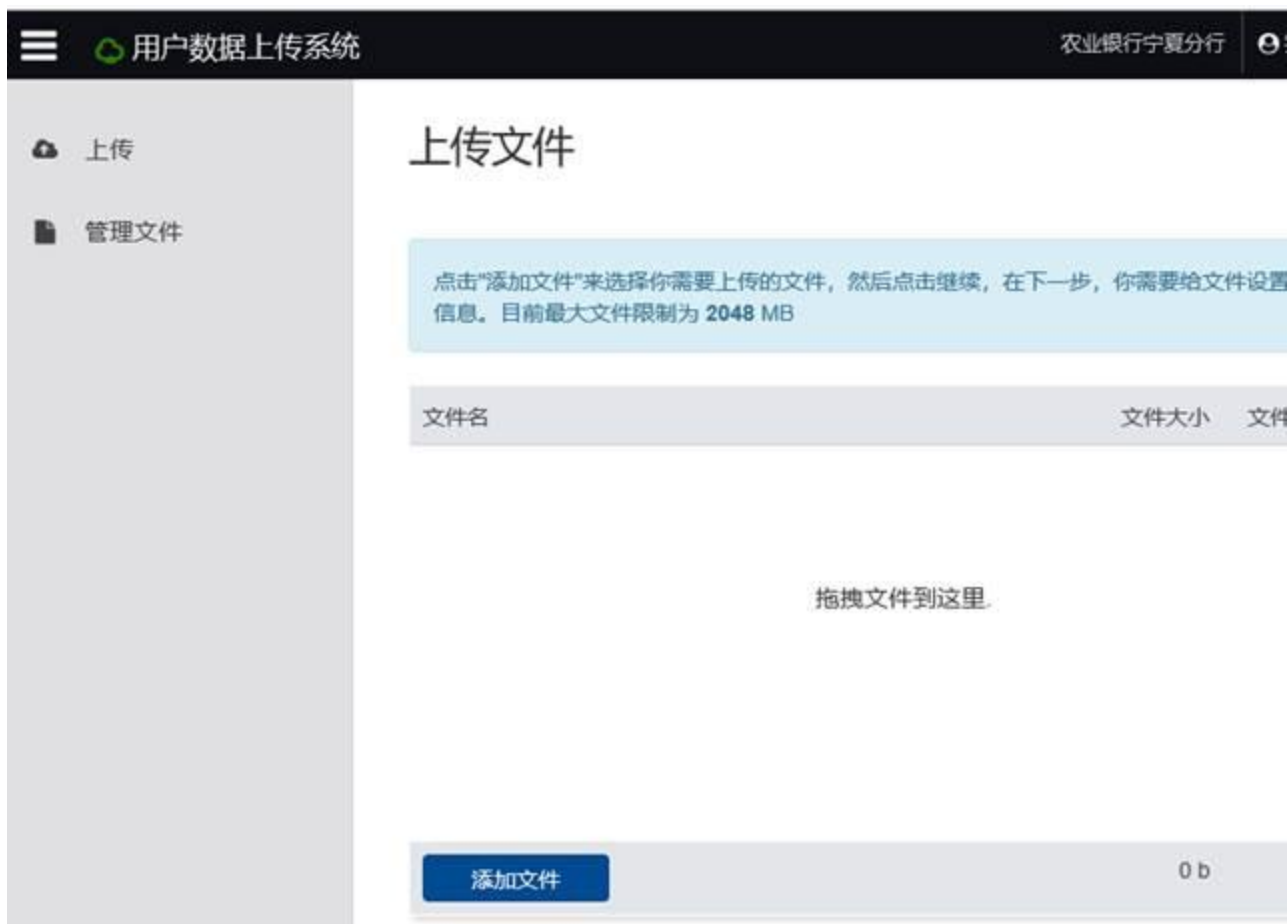 用户数据上传系统
农业银行宁夏分行
上传
管理文件
上传文件
点击"添加文件"来选择你需要上传的文件，然后点击继续，在下一步，你需要给文件设置
信息。目前最大文件限制为 2048 MB
文件名 文件大小 文件
拖拽文件到这里.
添加文件 0 b